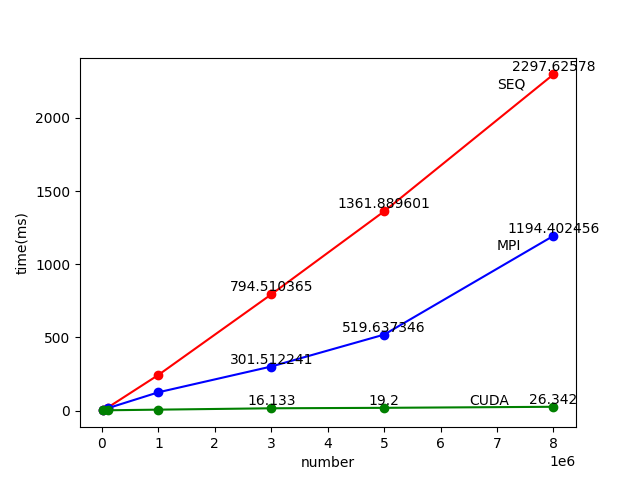 2297.62578
SEQ
2000
1500
1361.889601
1194.402456
MPI
time(ms)
1000
794.510365
519.637346
500
301.512241
16.133
19.2
CUDA
26.342
0
0 1 2 3 4 5 6 7 8
1e6
number